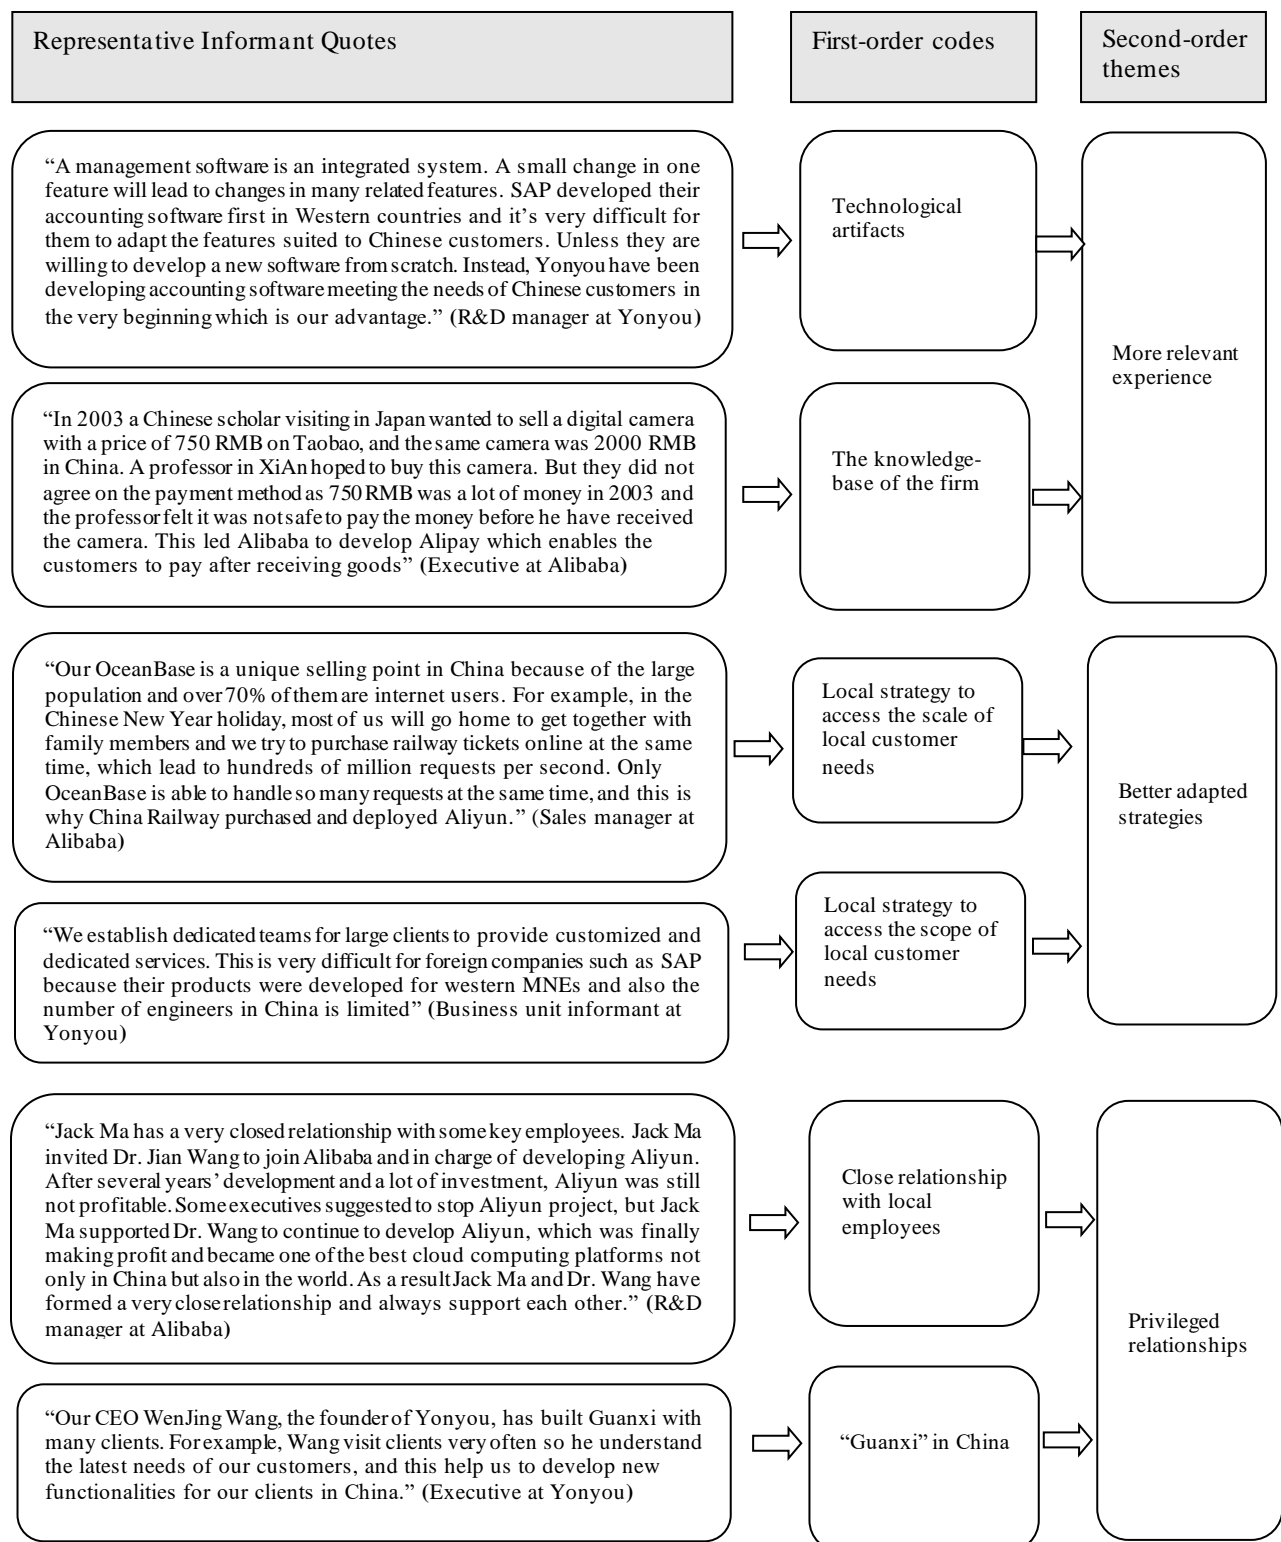 Representative Informant Quotes
First-order codes
Second-order
themes
“A management software is an integrated system. A small change in one
feature will lead to changes in many related features. SAP developed their
accounting software first in Western countries and it’s very difficult for
them to adapt the features suited to Chinese customers. Unless they are
willing to develop a new software from scratch. Instead, Yonyou have been
developing accounting software meeting the needs of Chinese customers in
the very beginning which is our advantage.” (R&D manager at Yonyou)
Technological
artifacts
More relevant
experience
“In 2003 a Chinese scholar visiting in Japan wanted to sell a digital camera
with a price of 750 RMB on Taobao, and the same camera was 2000 RMB
in China. A professor in XiAn hoped to buy this camera. But they did not
agree on the payment method as 750 RMB was a lot of money in 2003 and
the professor felt it was not safe to pay the money before he have received
the camera. This led Alibaba to develop Alipay which enables the
customers to pay after receiving goods” (Executive at Alibaba)
The knowledge-
base of the firm
“Our OceanBase is a unique selling point in China because of the large
population and over 70% of them are internet users. For example, in the
Chinese New Year holiday, most of us will go home to get together with
family members and we try to purchase railway tickets online at the same
time, which lead to hundreds of million requests per second. Only
OceanBase is able to handle so many requests at the same time, and this is
why China Railway purchased and deployed Aliyun.” (Sales manager at
Alibaba)
Local strategy to
access the scale of
local customer
needs
Better adapted
strategies
“We establish dedicated teams for large clients to provide customized and
dedicated services. This is very difficult for foreign companies such as SAP
because their products were developed for western MNEs and also the
number of engineers in China is limited” (Business unit informant at
Yonyou)
Local strategy to
access the scope of
local customer
needs
“Jack Ma has a very closed relationship with some key employees. Jack Ma
invited Dr. Jian Wang to join Alibaba and in charge of developing Aliyun.
After several years’ development and a lot of investment, Aliyun was still
not profitable. Some executives suggested to stop Aliyun project, but Jack
Ma supported Dr. Wang to continue to develop Aliyun, which was finally
making profit and became one of the best cloud computing platforms not
only in China but also in the world. As a result Jack Ma and Dr. Wang have
formed a very close relationship and always support each other.” (R&D
manager at Alibaba)
Close relationship
with local
employees
Privileged
relationships
“Our CEO WenJing Wang, the founder of Yonyou, has built Guanxi with
many clients. For example, Wang visit clients very often so he understand
the latest needs of our customers, and this help us to develop new
functionalities for our clients in China.” (Executive at Yonyou)
“Guanxi” in China